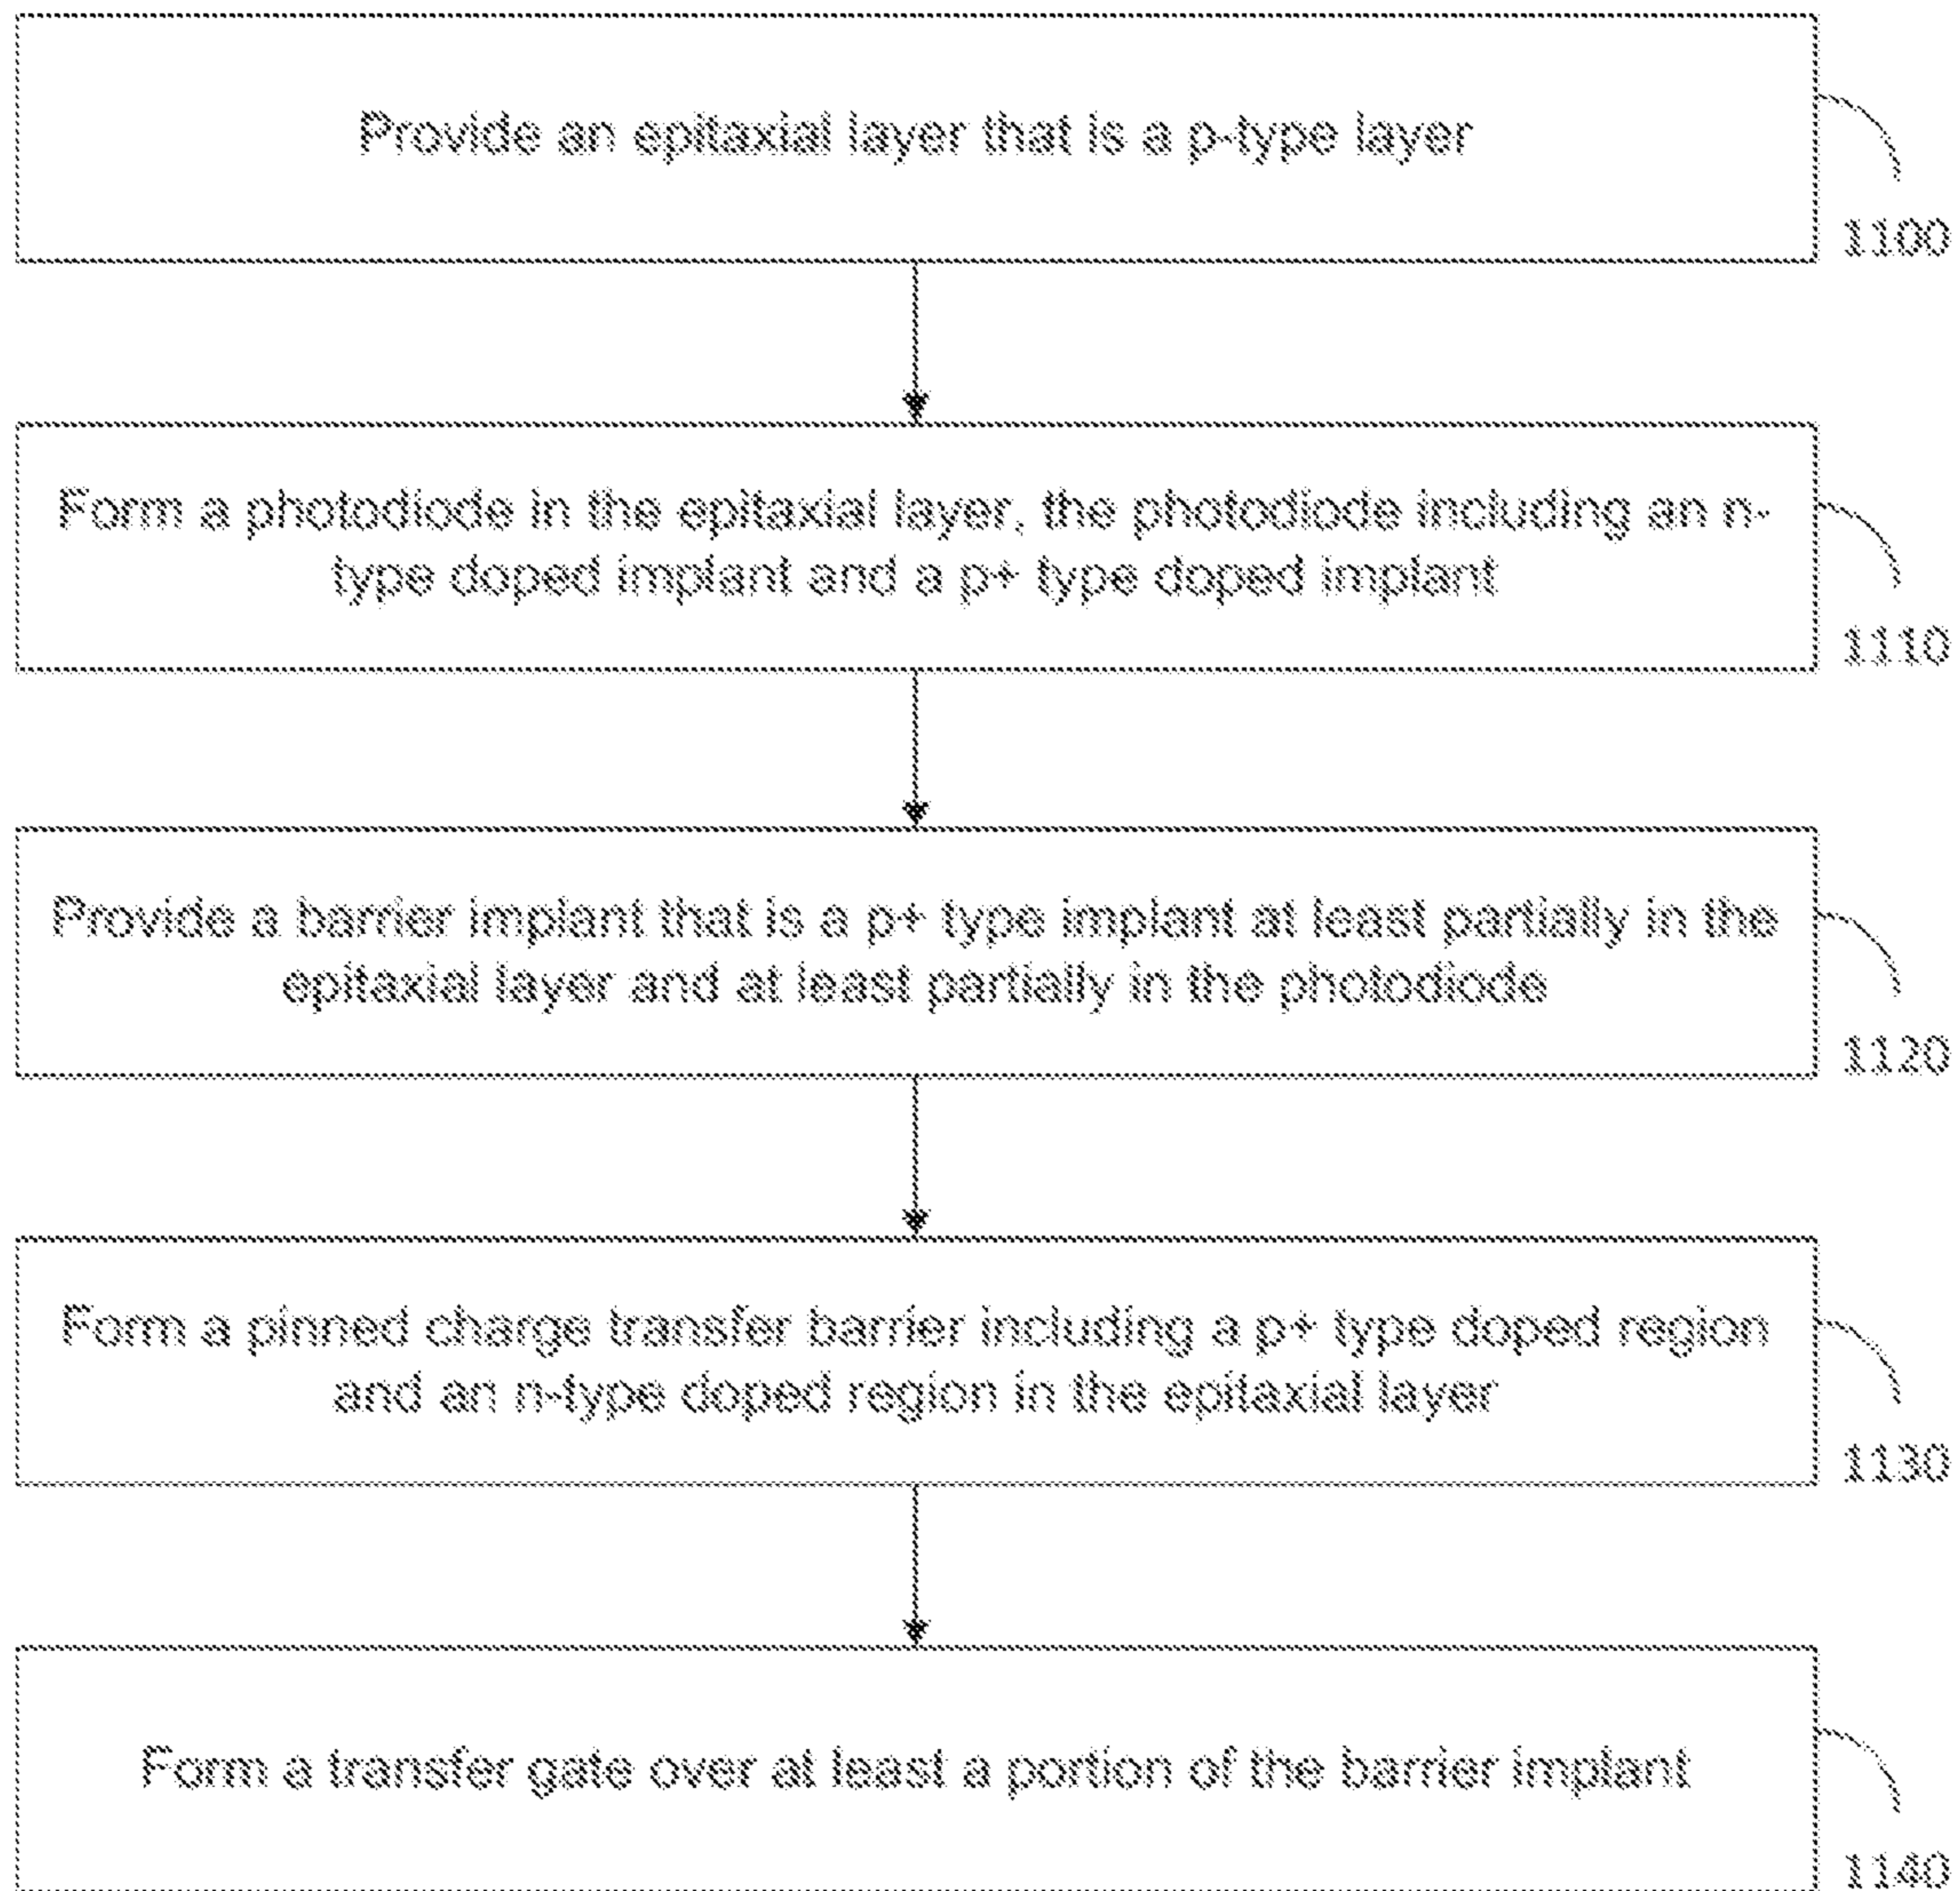 Provide an epitaxial layer that is a p-type layer
1100
Form a photodiode in the epitaxial layer, the photodiode including an n-
type doped implant and a p+ type doped implant
1110
Provide a barrier implant that is a p+ type implant at least partially in the
epitaxial layer and at least partially in the photodiode
1120
Form a pinned charge transfer barrier including a p+ type doped region
and an n-type doped region in the epitaxial layer
1130
Form a transfer gate over at least a portion of the barrier implant
1140